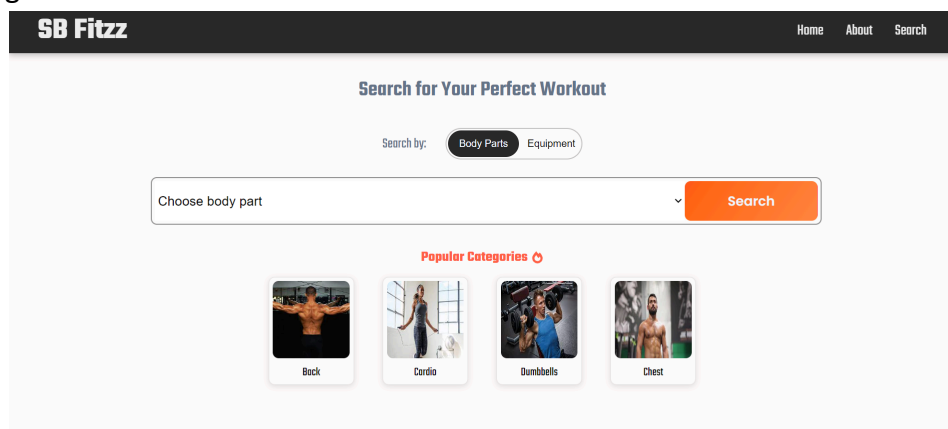 SB Fitzz
Home About Search
Search for Your Perfect Workout
Search by: Body Parts Equipment
Choose body part Search
Popular Categories
Back Cardio Dumbbells Chest